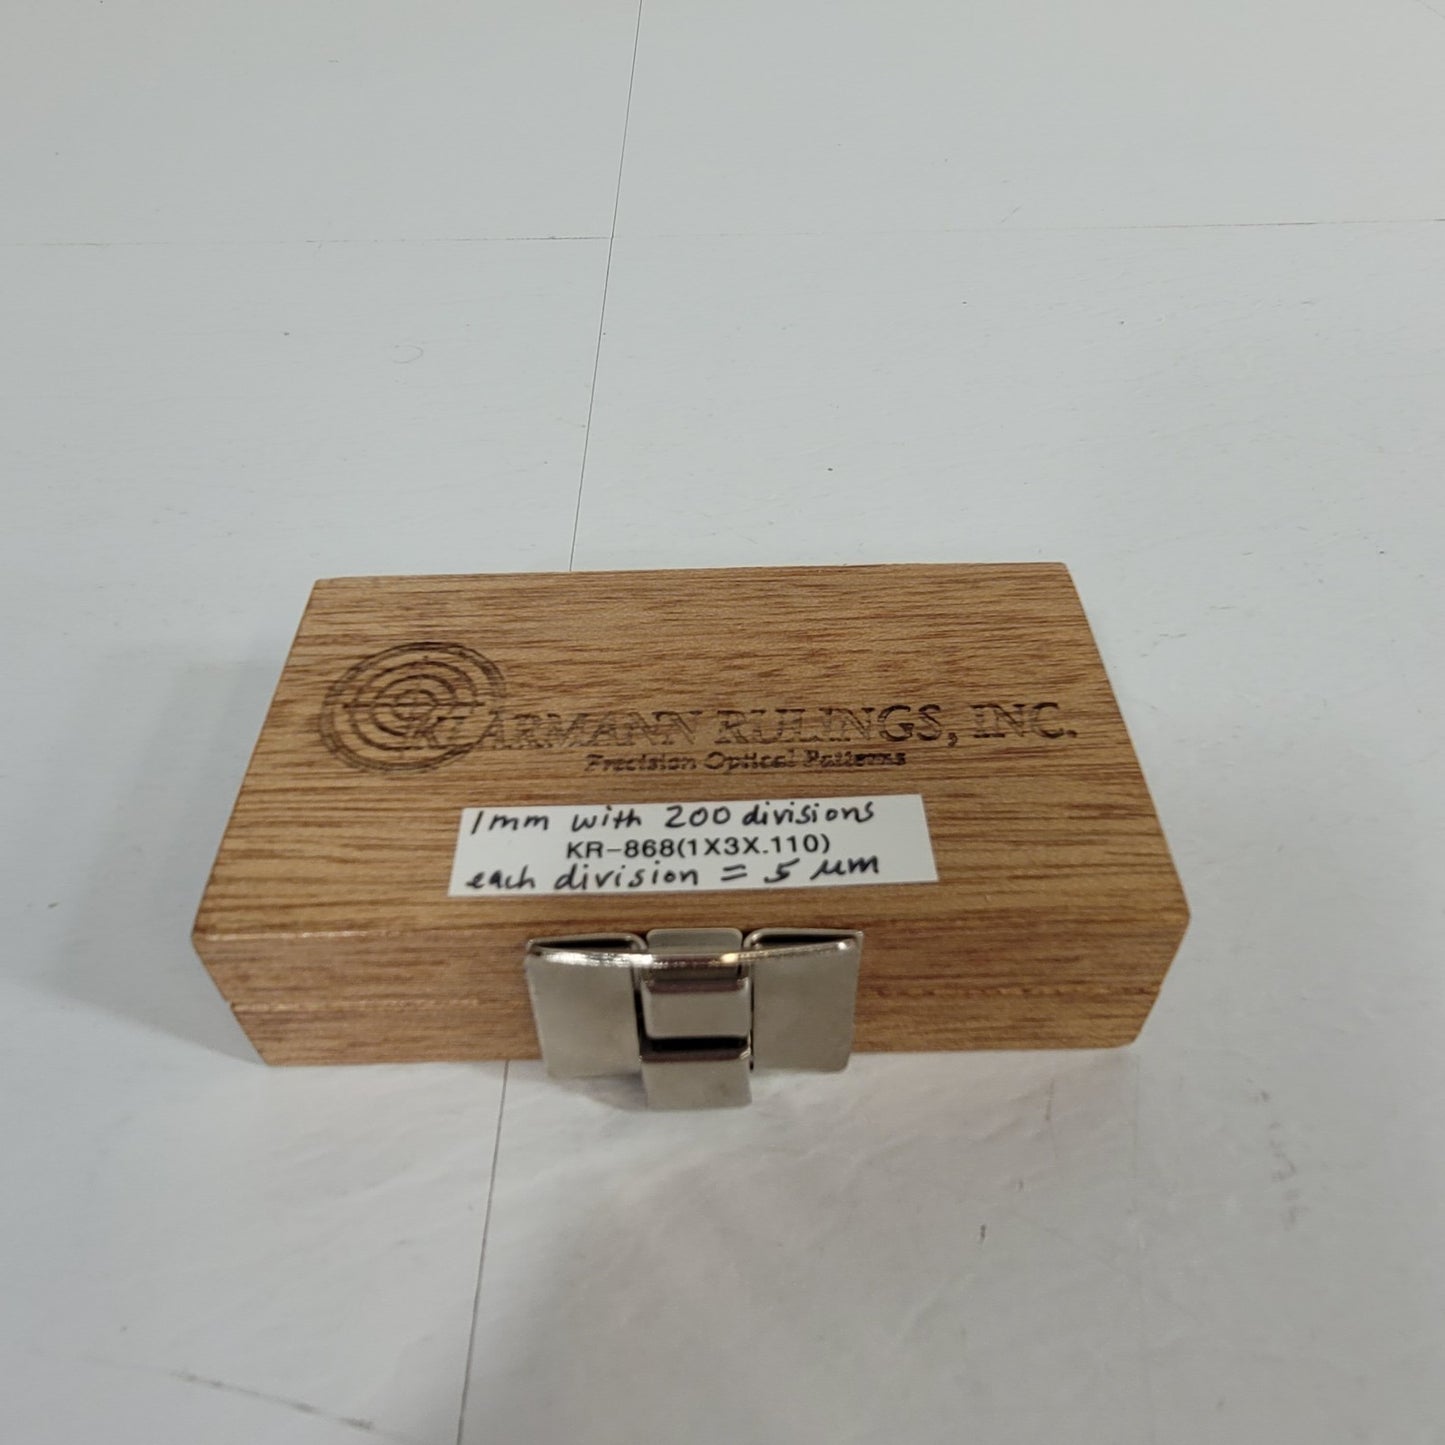 KLARMANN RULINGS, INC.
Precision Optical Patterns
1mm with 200 divisions
KR-868(1X3X.110)
each division = 5 µm